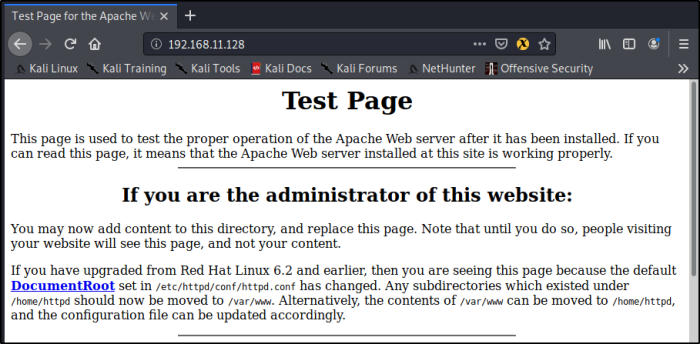 Test Page for the Apache We
192.168.11.128
Kali Linux Kali Training Kali Tools Kali Docs Kali Forums NetHunter Offensive Security
Test Page
This page is used to test the proper operation of the Apache Web server after it has been installed. If you
can read this page, it means that the Apache Web server installed at this site is working properly.
If you are the administrator of this website:
You may now add content to this directory, and replace this page. Note that until you do so, people visiting
your website will see this page, and not your content.
If you have upgraded from Red Hat Linux 6.2 and earlier, then you are seeing this page because the default
DocumentRoot set in /etc/httpd/conf/httpd.conf has changed. Any subdirectories which existed under
/home/httpd should now be moved to /var/www. Alternatively, the contents of /var/www can be moved to /home/httpd,
and the configuration file can be updated accordingly.